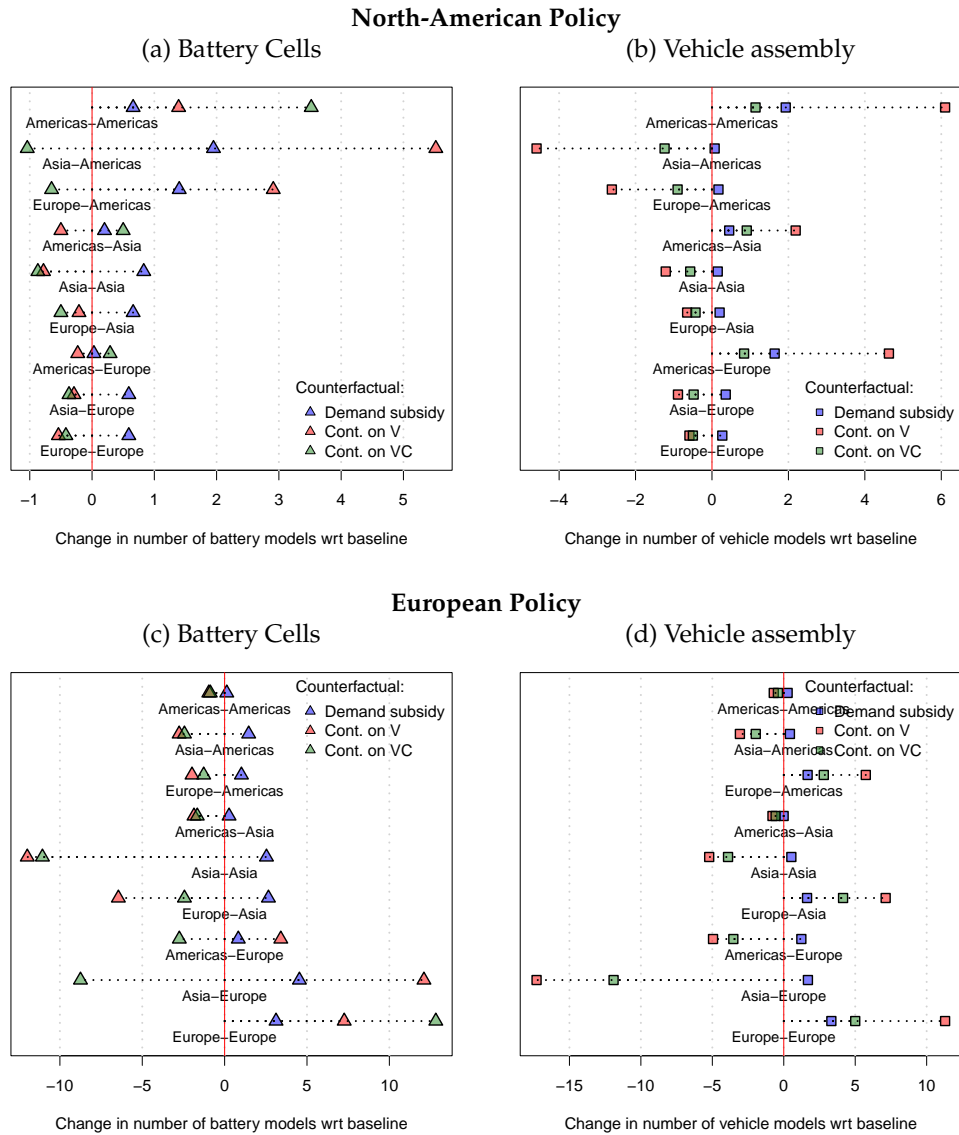 North-American Policy
(a) Battery Cells
Americas−Americas
Asia−Americas
Europe−Americas
Americas−Asia
Asia−Asia
Europe−Asia
Americas−Europe
Asia−Europe
Europe−Europe
Counterfactual:
Demand subsidy
Cont. on V
Cont. on VC
−1 0 1 2 3 4 5
Change in number of battery models wrt baseline
(b) Vehicle assembly
Americas−Americas
Asia−Americas
Europe−Americas
Americas−Asia
Asia−Asia
Europe−Asia
Americas−Europe
Asia−Europe
Europe−Europe
Counterfactual:
Demand subsidy
Cont. on V
Cont. on VC
−4 −2 0 2 4 6
Change in number of vehicle models wrt baseline
European Policy
(c) Battery Cells
Counterfactual:
Demand subsidy
Cont. on V
Cont. on VC
Americas−Americas
Asia−Americas
Europe−Americas
Americas−Asia
Asia−Asia
Europe−Asia
Americas−Europe
Asia−Europe
Europe−Europe
−10 −5 0 5 10
Change in number of battery models wrt baseline
(d) Vehicle assembly
Counterfactual:
Demand subsidy
Cont. on V
Cont. on VC
Americas−Americas
Asia−Americas
Europe−Americas
Americas−Asia
Asia−Asia
Europe−Asia
Americas−Europe
Asia−Europe
Europe−Europe
−15 −10 −5 0 5 10
Change in number of vehicle models wrt baseline